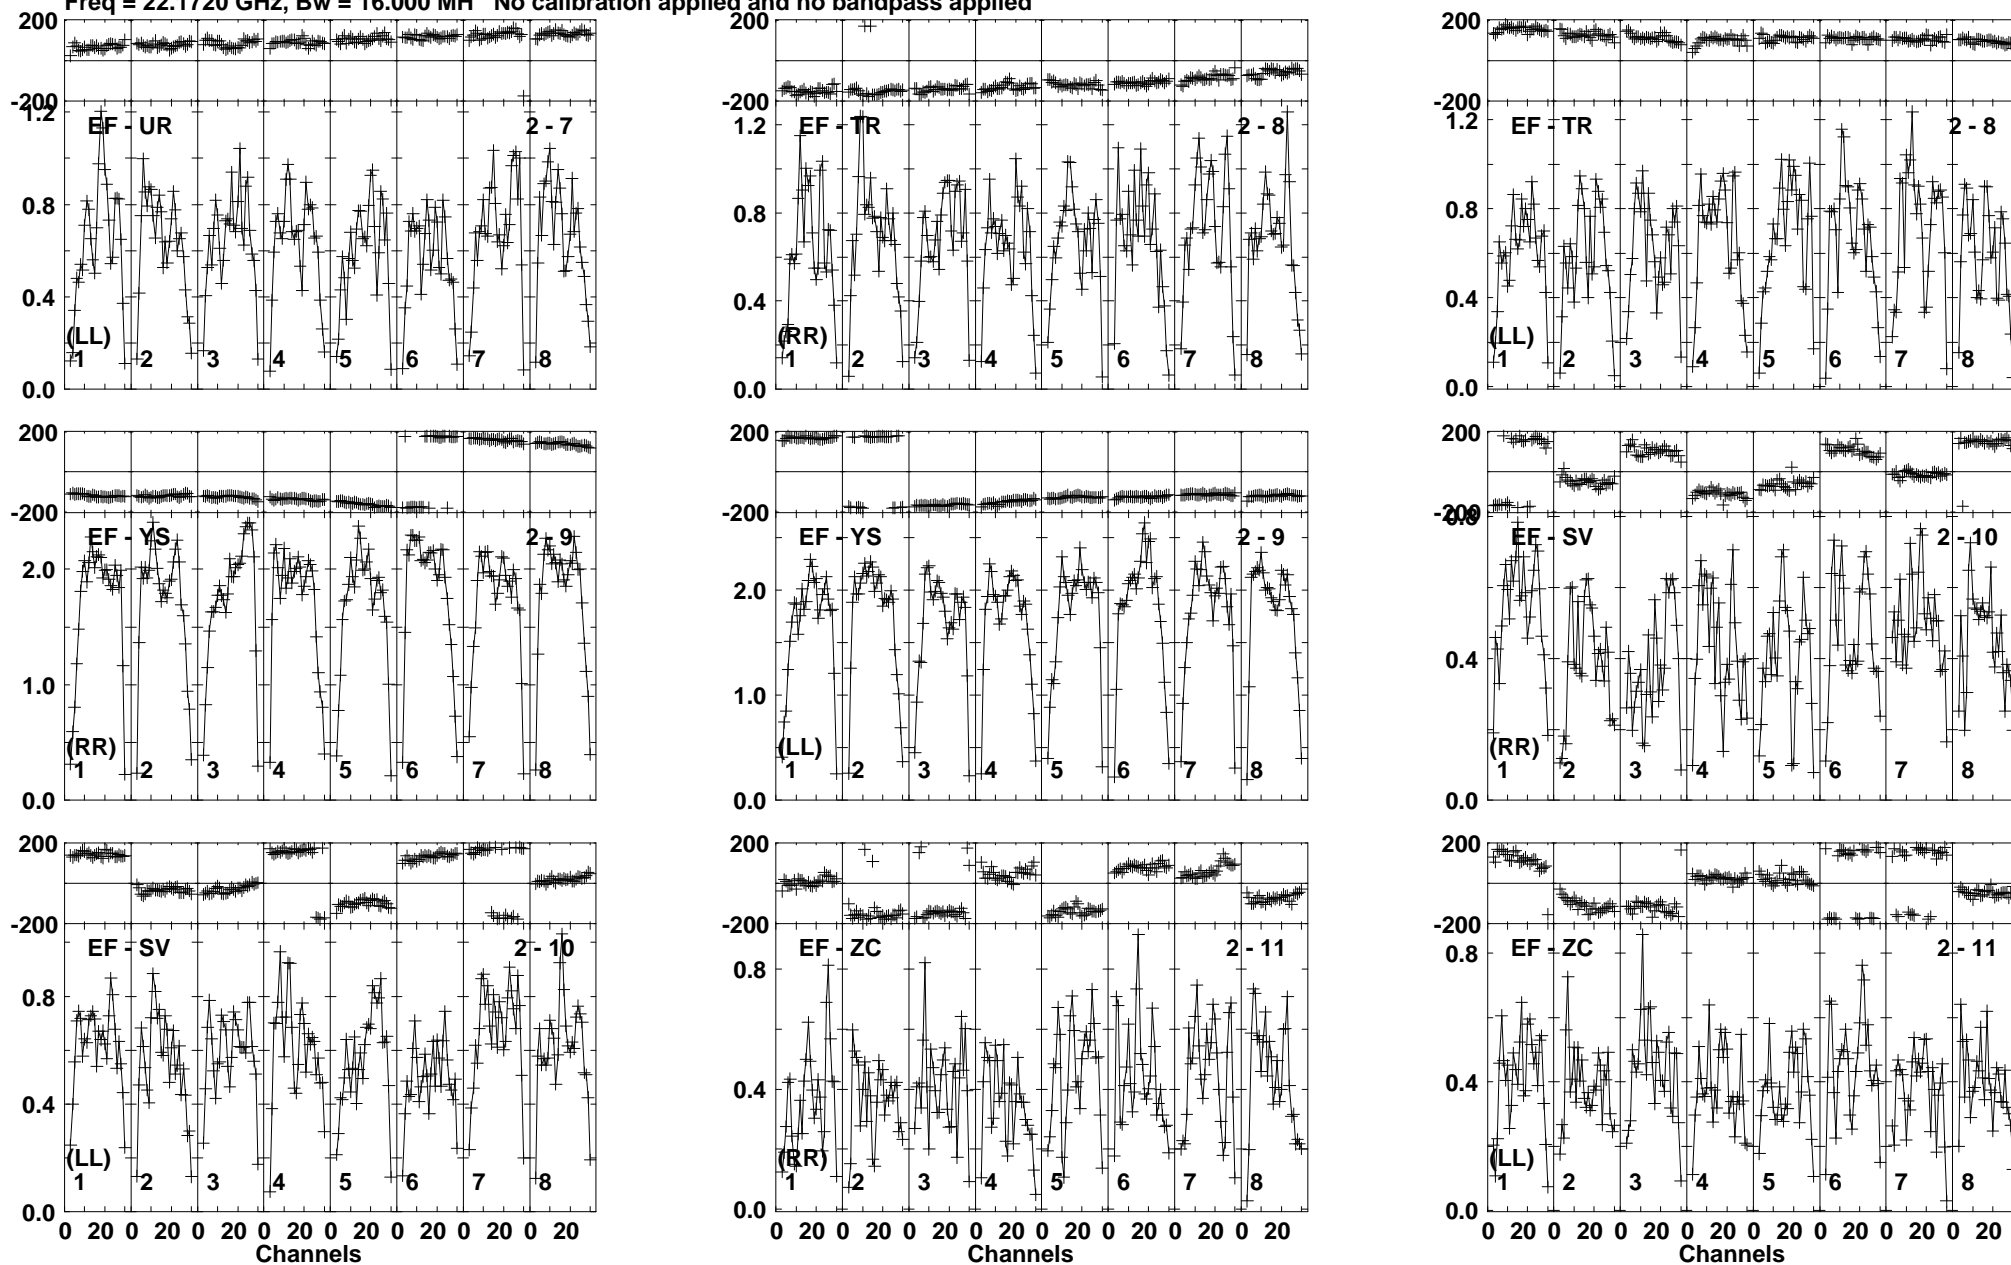 Freq = 22.1720 GHz, Bw = 16.000 MH No calibration applied and no bandpass applied
200 200 200
-200 -200 -200
1.2 EF - UR 2 - 7 1.2 EF - TR 2 - 8 1.2 EF - TR 2 - 8
0.8 0.8 0.8
0.4 0.4 0.4
(LL) (RR) (LL)
1 2 3 4 5 6 7 8 1 2 3 4 5 6 7 8 1 2 3 4 5 6 7 8
0.0 0.0 0.0
200 200 200
-200 -200 -200
0.8
EF - YS 2 - 9 EF - YS 2 - 9 EF - SV 2 - 10
2.0 2.0
1.0 1.0 0.4
(RR) (LL) (RR)
1 2 3 4 5 6 7 8 1 2 3 4 5 6 7 8 1 2 3 4 5 6 7 8
0.0 0.0 0.0
200 200 200
-200 -200 -200
EF - SV 2 - 10 EF - ZC 2 - 11 EF - ZC 2 - 11
0.8 0.8 0.8
0.4 0.4 0.4
(LL) (RR) (LL)
1 2 3 4 5 6 7 8 1 2 3 4 5 6 7 8 1 2 3 4 5 6 7 8
0.0 0.0 0.0
0 20 0 20 0 20 0 20 0 20 0 20 0 20 0 20 0 20 0 20 0 20 0 20 0 20 0 20 0 20 0 20 0 20 0 20 0 20 0 20 0 20 0 20 0 20 0 20
Channels Channels Channels